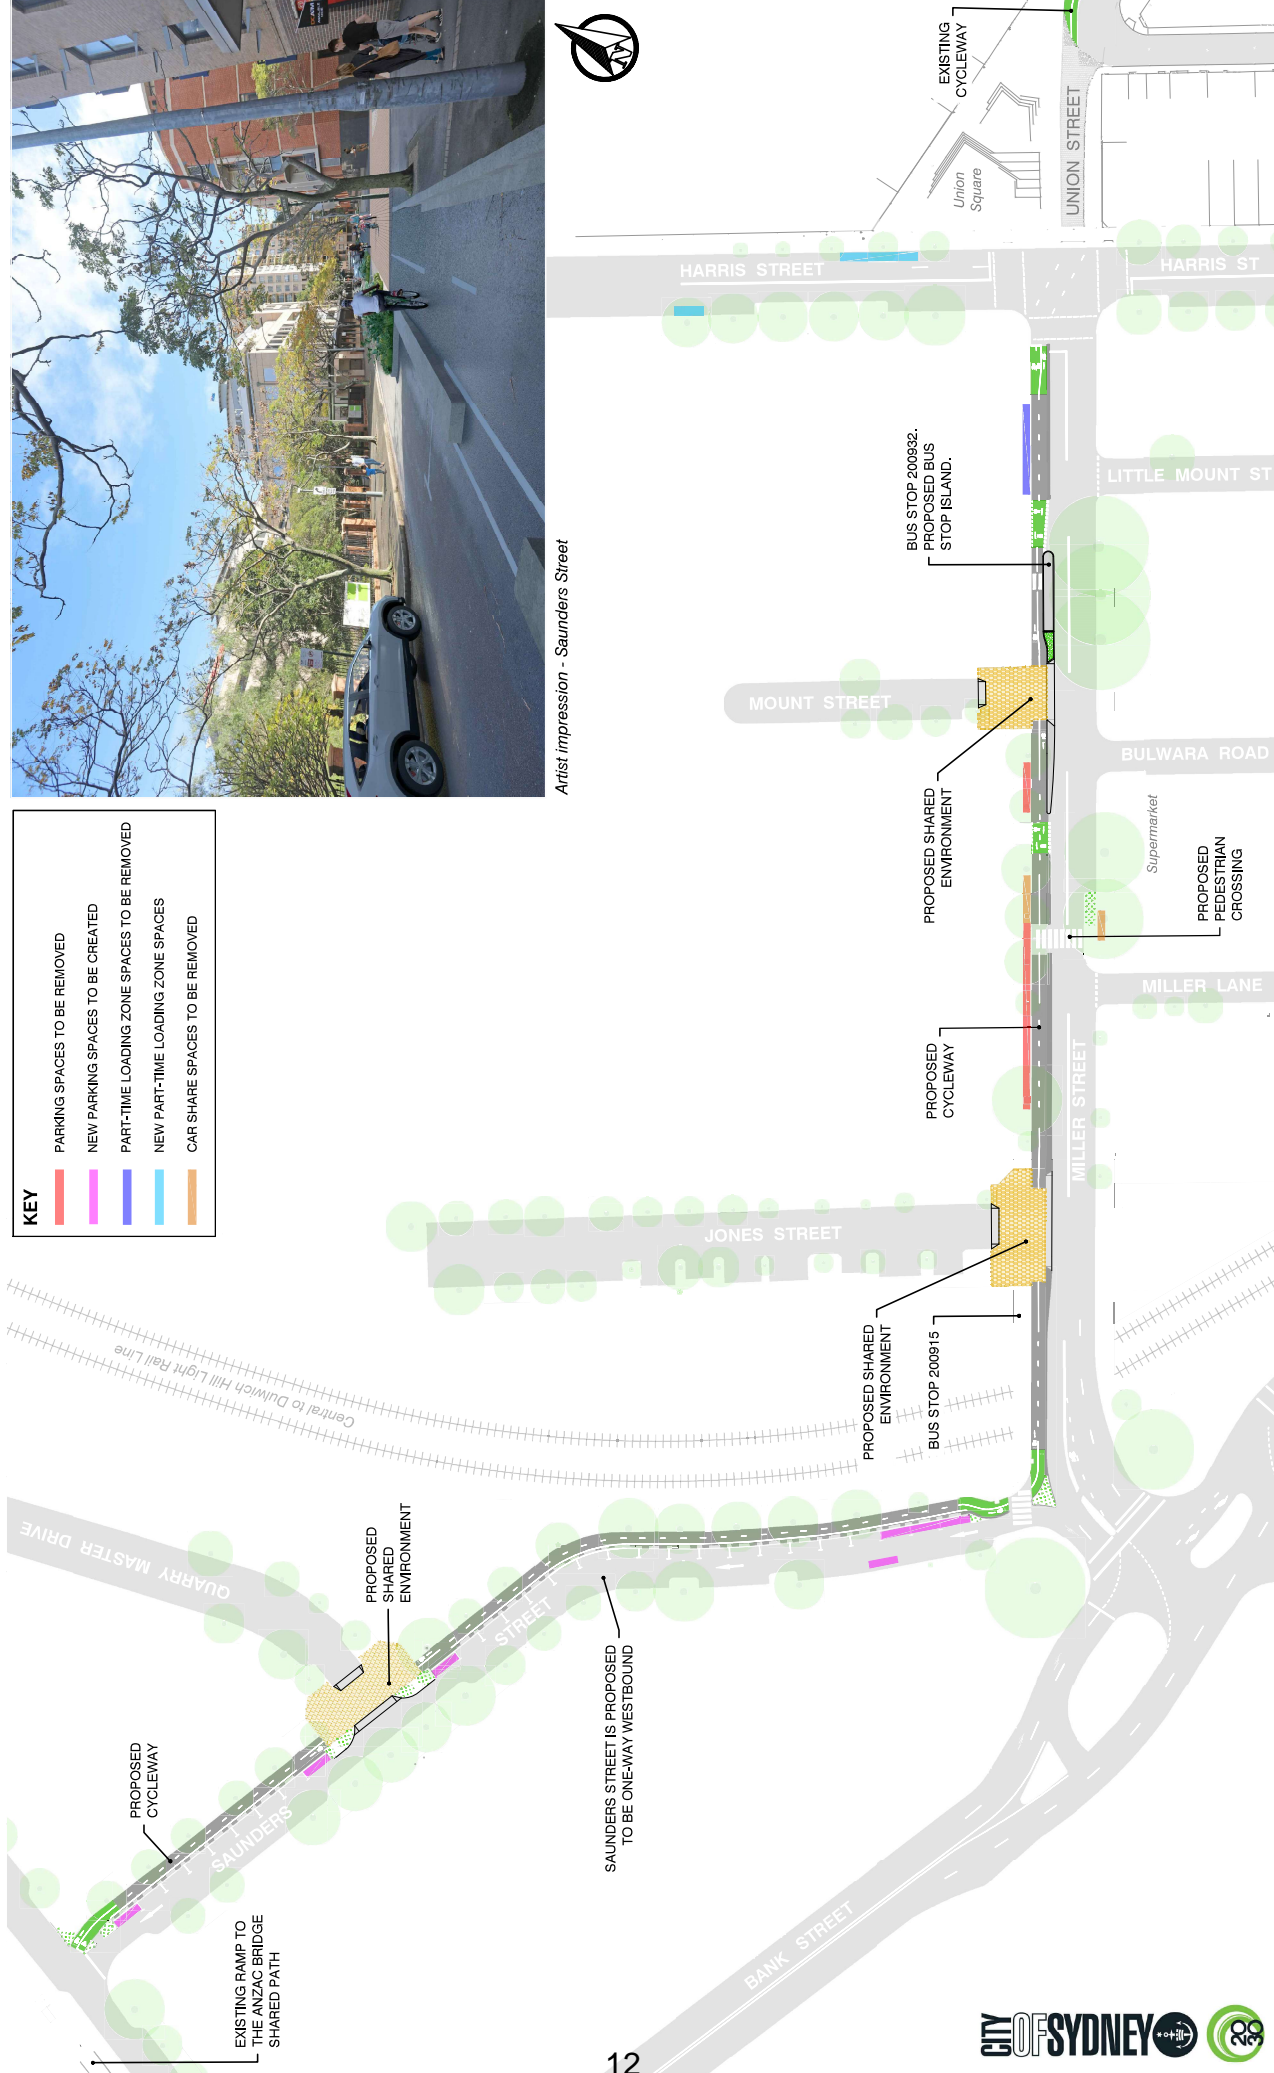 KEY
PARKING SPACES TO BE REMOVED
NEW PARKING SPACES TO BE CREATED
PART-TIME LOADING ZONE SPACES TO BE REMOVED
NEW PART-TIME LOADING ZONE SPACES
CAR SHARE SPACES TO BE REMOVED
Artist impression - Saunders Street
EXISTING RAMP TO
THE ANZAC BRIDGE
SHARED PATH
PROPOSED
CYCLEWAY
SAUNDERS
STREET
QUARRY MASTER DRIVE
PROPOSED
SHARED
ENVIRONMENT
Central to Dulwich Hill Light Rail Line
SAUNDERS STREET IS PROPOSED
TO BE ONE-WAY WESTBOUND
BANK STREET
JONES STREET
PROPOSED SHARED
ENVIRONMENT
BUS STOP 200915
PROPOSED
CYCLEWAY
MILLER STREET
MILLER LANE
PROPOSED
PEDESTRIAN
CROSSING
Supermarket
PROPOSED SHARED
ENVIRONMENT
MOUNT STREET
BULWARA ROAD
BUS STOP 200932.
PROPOSED BUS
STOP ISLAND.
LITTLE MOUNT ST
HARRIS STREET
HARRIS ST
Union
Square
UNION STREET
EXISTING
CYCLEWAY
CITY OF SYDNEY
2030
12